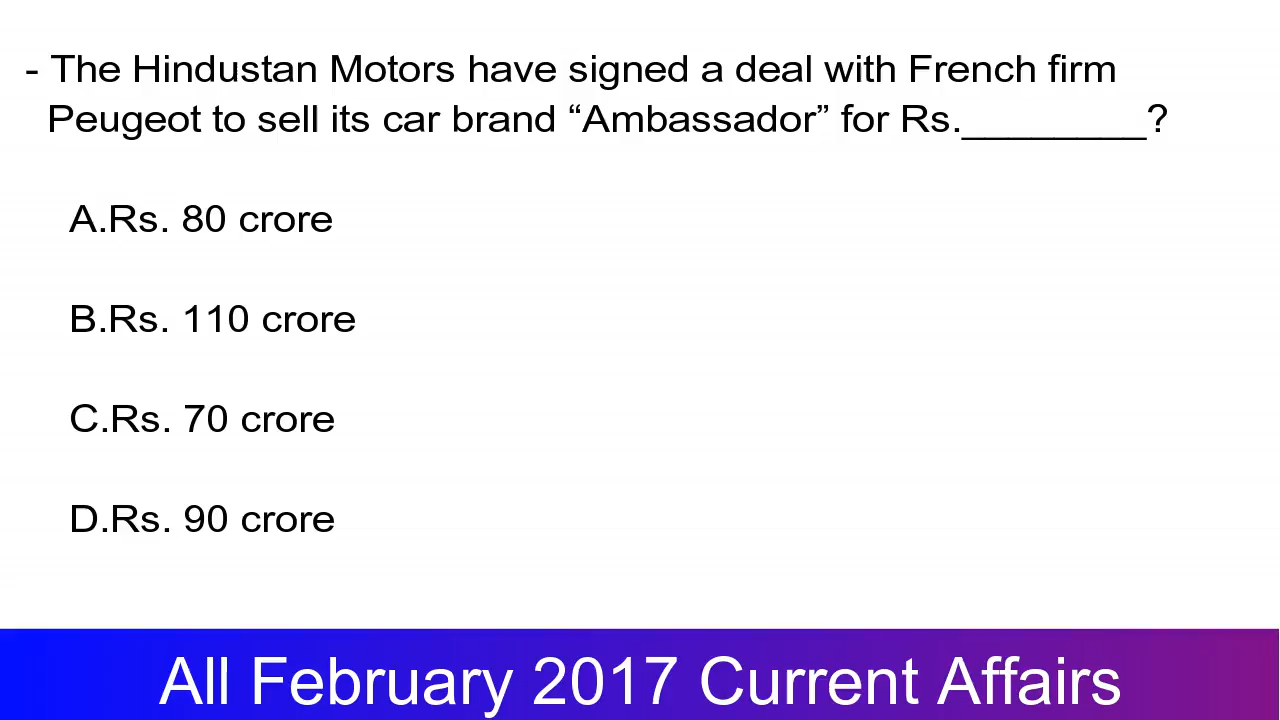 - The Hindustan Motors have signed a deal with French firm
Peugeot to sell its car brand “Ambassador” for Rs.________?
A.Rs. 80 crore
B.Rs. 110 crore
C.Rs. 70 crore
D.Rs. 90 crore
All February 2017 Current Affairs